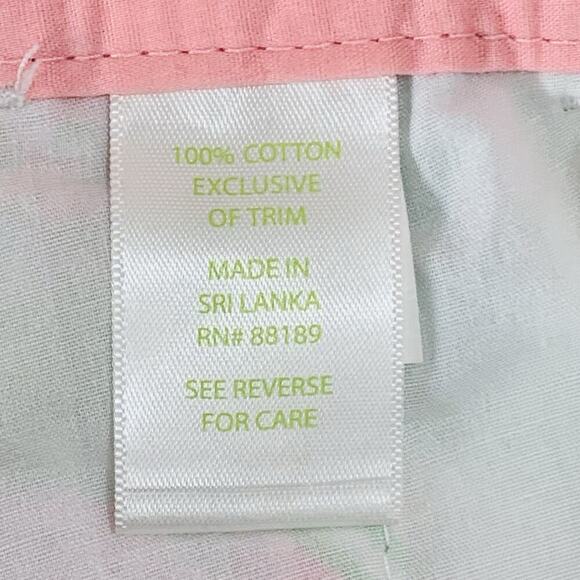 100% COTTON
EXCLUSIVE
OF TRIM
MADE IN
SRI LANKA
RN# 88189
SEE REVERSE
FOR CARE